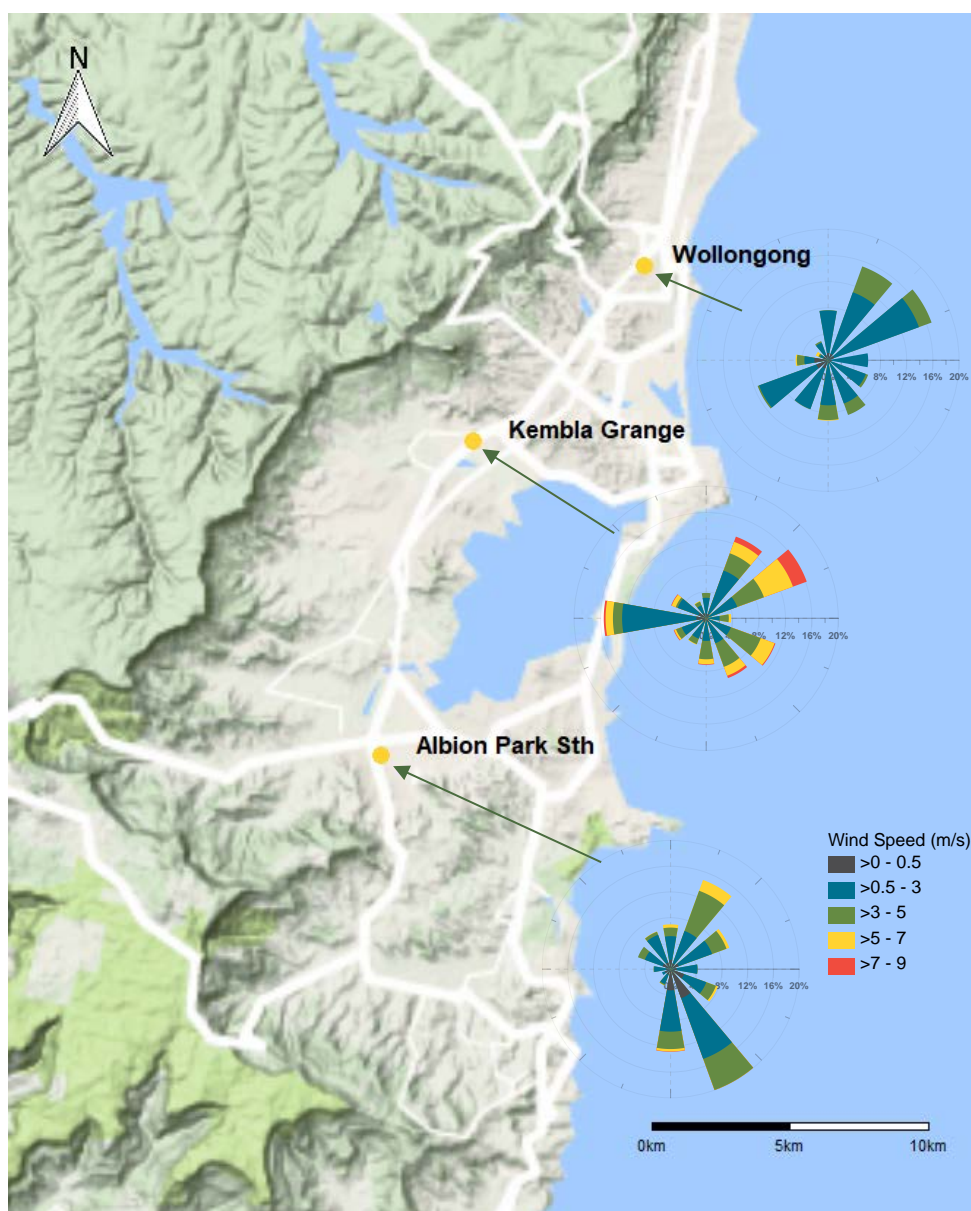 N
Wollongong
8% 12% 16% 20%
Kembla Grange
8% 12% 16% 20%
Albion Park Sth
Wind Speed (m/s)
>0 - 0.5
>0.5 - 3
>3 - 5
>5 - 7
>7 - 9
8% 12% 16% 20%
0km 5km 10km